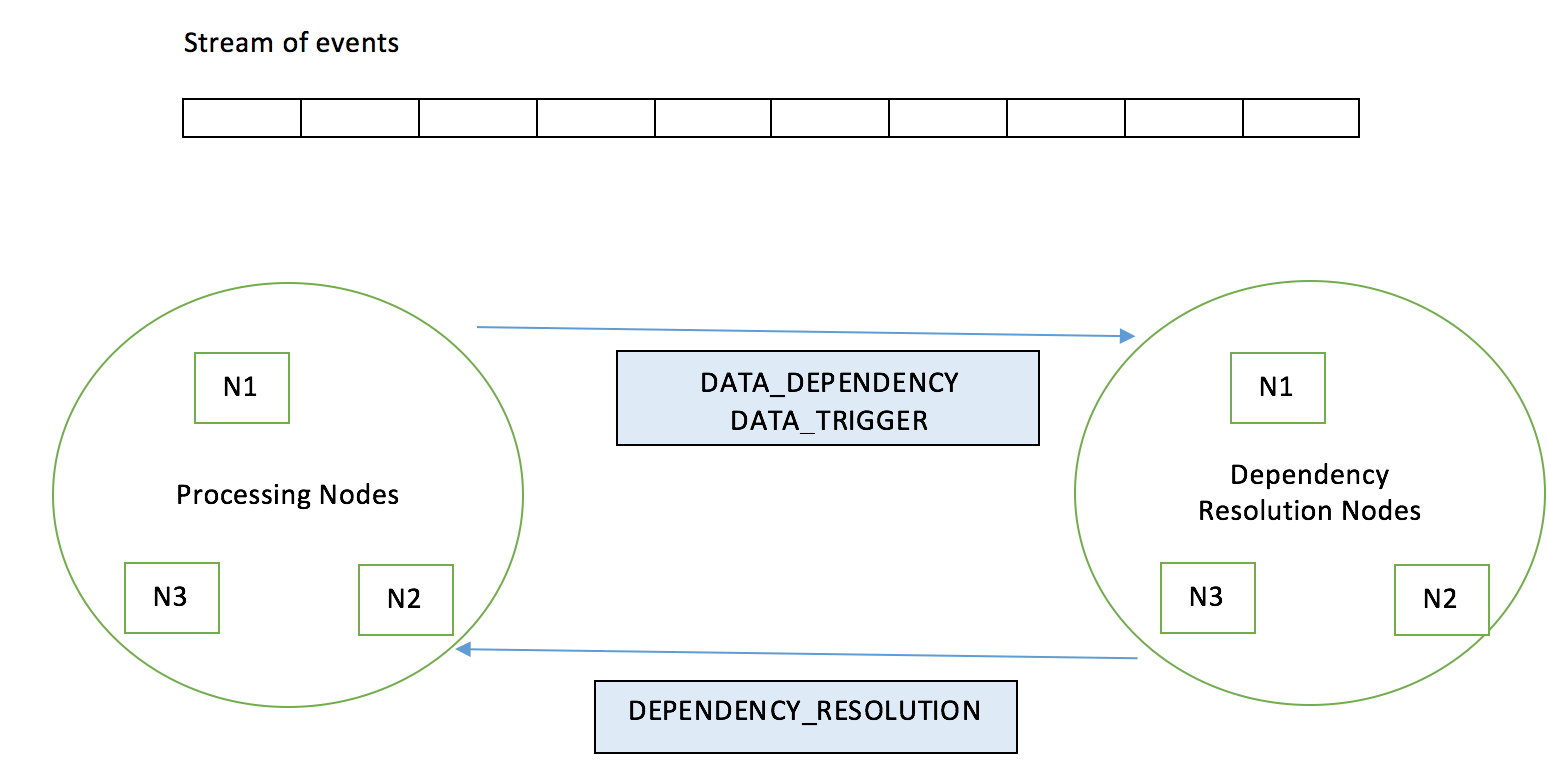 Stream of events
N1
Processing Nodes
N3
N2
DATA_DEPENDENCY
DATA_TRIGGER
DEPENDENCY_RESOLUTION
N1
Dependency
Resolution Nodes
N3
N2